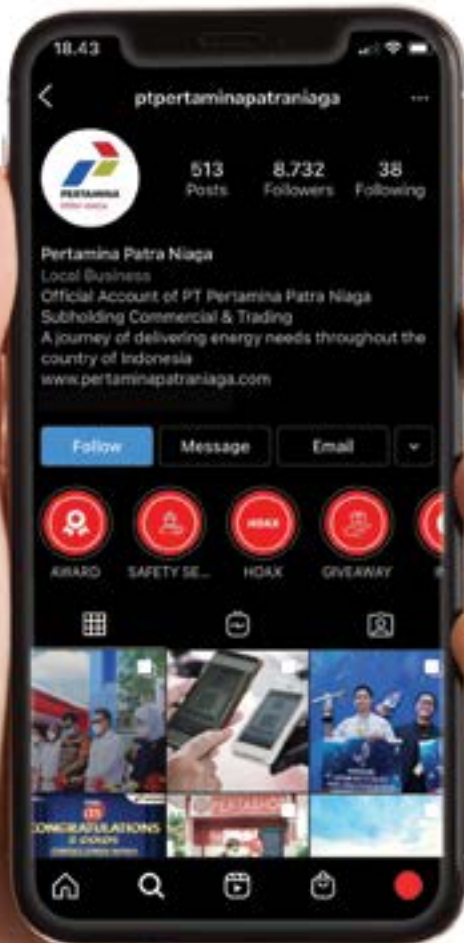 18.43
ptpertaminapatraniaga
513 8.732 38
Posts Followers Following
PERTAMINA
PATRA NIAGA
Pertamina Patra Niaga
Local Business
Official Account of PT Pertamina Patra Niaga
Subholding Commercial & Trading
A journey of delivering energy needs throughout the
country of Indonesia
www.pertaminapatraniaga.com
Follow Message Email
AWARD SAFETY SE... HOAX GIVEAWAY
HOAX
CONGRATULATIONS
PERTASHOP